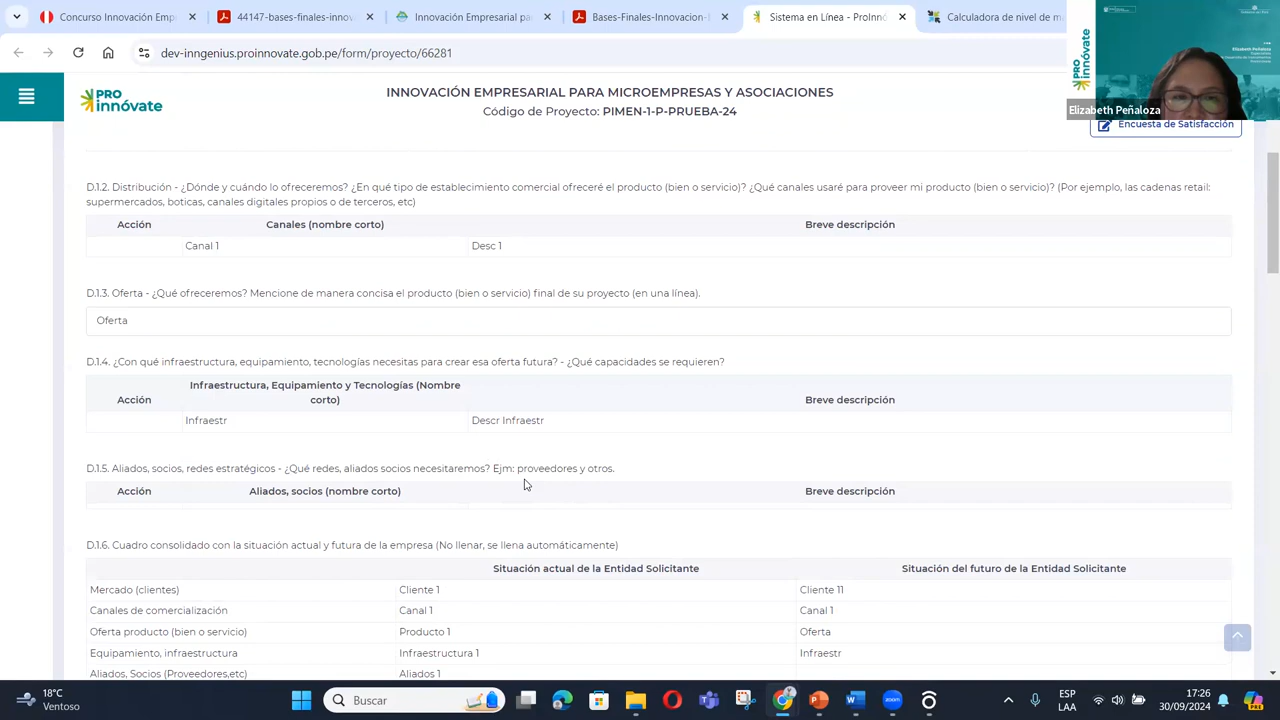 Concurso Innovación Emp
44147-bases-finales-innov
Innovación Empresarial pa
Bases-Finales-Innovacion-
Sistema en Línea - ProInn
Calculadora de nivel de m
dev-inngenius.proinnovate.gob.pe/form/proyecto/66281
PRO
innóvate
INNOVACIÓN EMPRESARIAL PARA MICROEMPRESAS Y ASOCIACIONES
Código de Proyecto: PIMEN-1-P-PRUEBA-24
PRO
innóvate
Elizabeth Peñaloza
Elizabeth Peñaloza
Encuesta de Satisfacción
D.1.2. Distribución - ¿Dónde y cuándo lo ofreceremos? ¿En qué tipo de establecimiento comercial ofreceré el producto (bien o servicio)? ¿Qué canales usaré para proveer mi producto (bien o servicio)? (Por ejemplo, las cadenas retail:
supermercados, boticas, canales digitales propios o de terceros, etc)
Acción Canales (nombre corto) Breve descripción
Canal 1 Desc 1
D.1.3. Oferta - ¿Qué ofreceremos? Mencione de manera concisa el producto (bien o servicio) final de su proyecto (en una línea).
Oferta
D.1.4. ¿Con qué infraestructura, equipamiento, tecnologías necesitas para crear esa oferta futura? - ¿Qué capacidades se requieren?
Infraestructura, Equipamiento y Tecnologías (Nombre
Acción corto) Breve descripción
Infraestr Descr Infraestr
D.1.5. Aliados, socios, redes estratégicos - ¿Qué redes, aliados socios necesitaremos? Ejm: proveedores y otros.
Acción Aliados, socios (nombre corto) Breve descripción
D.1.6. Cuadro consolidado con la situación actual y futura de la empresa (No llenar, se llena automáticamente)
Situación actual de la Entidad Solicitante Situación del futuro de la Entidad Solicitante
Mercado (clientes) Cliente 1 Cliente 11
Canales de comercialización Canal 1 Canal 1
Oferta producto (bien o servicio) Producto 1 Oferta
Equipamiento, infraestructura Infraestructura 1 Infraestr
Aliados, Socios (Proveedores,etc) Aliados 1
18°C
Ventoso
Buscar
ESP
LAA
17:26
30/09/2024